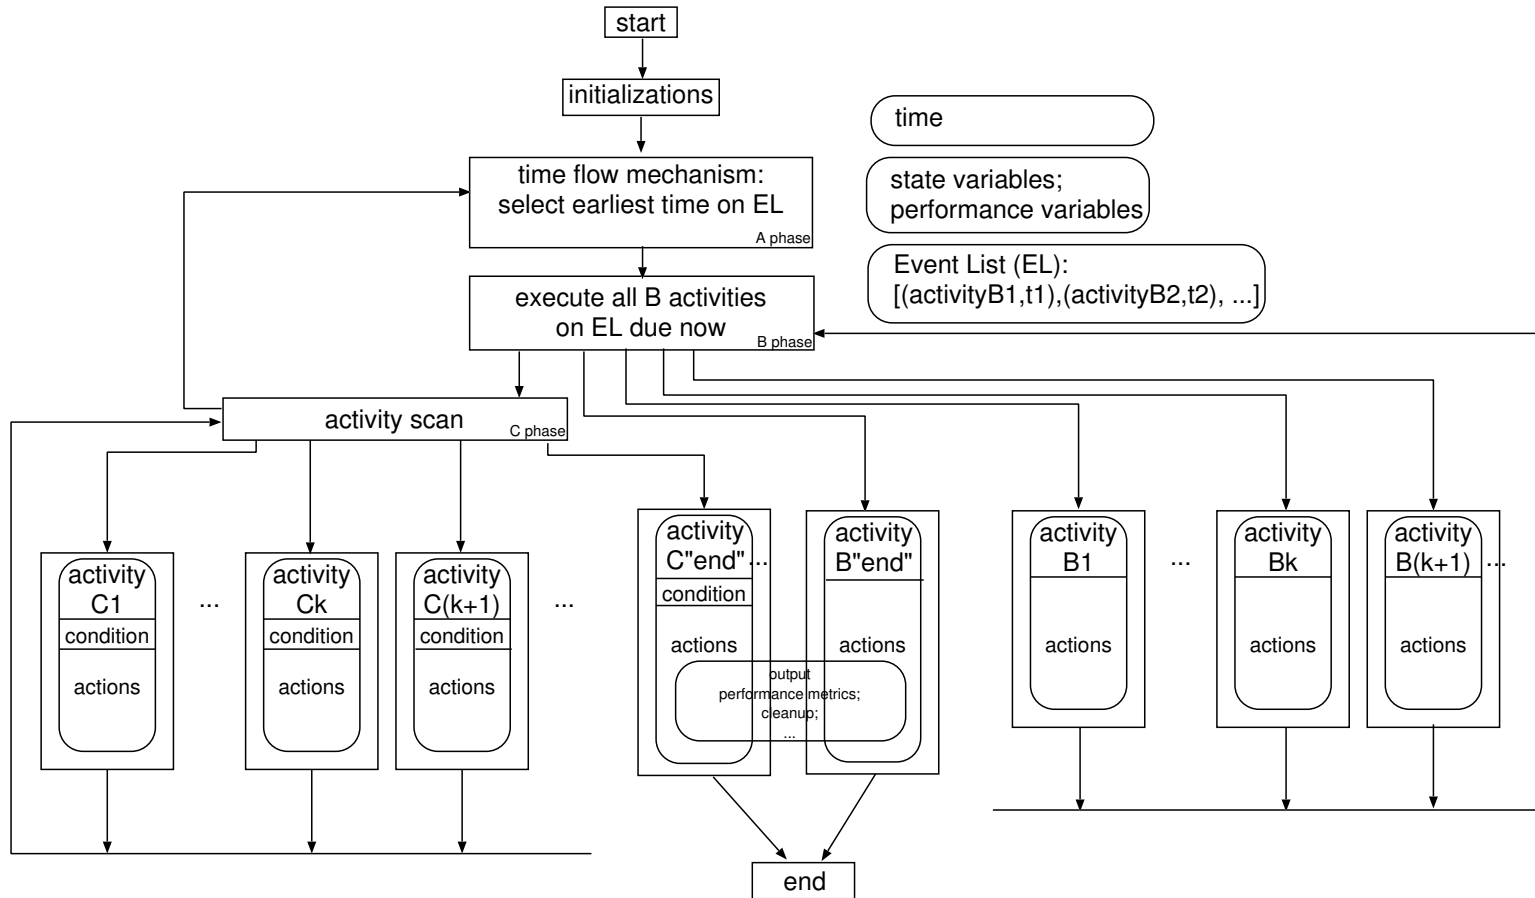 start
initializations
time
time flow mechanism:
select earliest time on EL
A phase
state variables;
performance variables
Event List (EL):
[(activityB1,t1),(activityB2,t2), ...]
execute all B activities
on EL due now
B phase
activity scan
C phase
activity
C1
condition
actions
...
activity
Ck
condition
actions
activity
C(k+1)
condition
actions
...
activity
C"end"
condition
actions
...
activity
B"end"
actions
output
performance metrics;
cleanup;
...
activity
B1
actions
...
activity
Bk
actions
activity
B(k+1)
actions
...
end